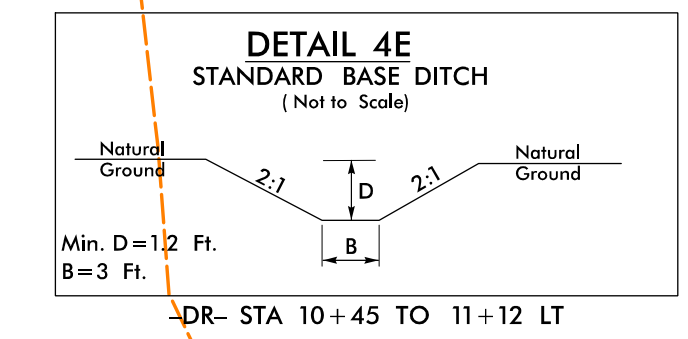 DETAIL 4E
STANDARD BASE DITCH
(Not to Scale)
Natural
Ground
2:1
D
2:1
Natural
Ground
B
Min. D=1.2 Ft.
B=3 Ft.
-DR- STA 10+45 TO 11+12 LT